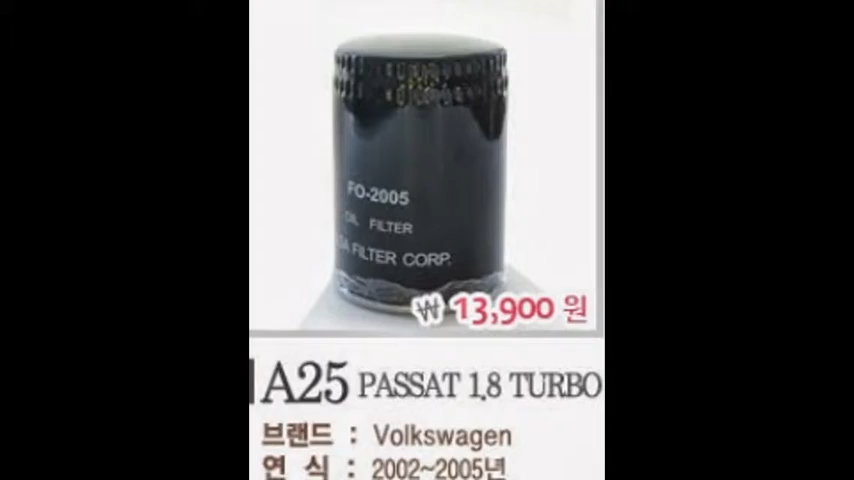 FO-2005
OIL FILTER
FILTER CORP.
₩ 13,900 원
A25 PASSAT 1.8 TURBO
브랜드 : Volkswagen
연 식 : 2002~2005년